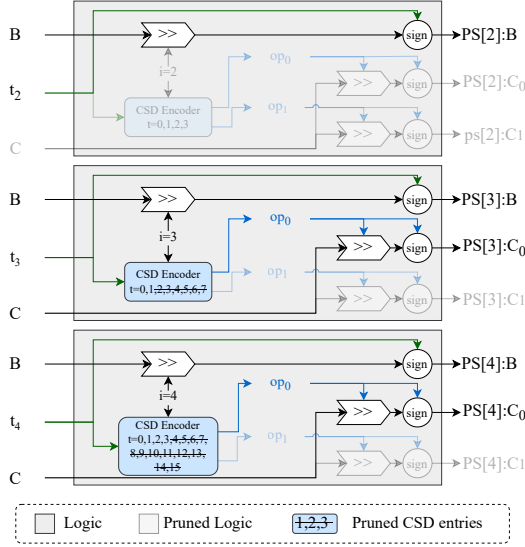 B >> sign PS[2]:B
op0
i=2
t2 >> sign PS[2]:C0
CSD Encoder
t=0,1,2,3
op1
C >> sign ps[2]:C1
B >> sign PS[3]:B
op0
i=3
t3 >> sign PS[3]:C0
CSD Encoder
t=0,1,2,3,4,5,6,7
op1
C >> sign PS[3]:C1
B >> sign PS[4]:B
op0
i=4
t4 >> sign PS[4]:C0
CSD Encoder
t=0,1,2,3,4,5,6,7,
8,9,10,11,12,13,
14,15
op1
C >> sign PS[4]:C1
Logic Pruned Logic 1,2,3 Pruned CSD entries